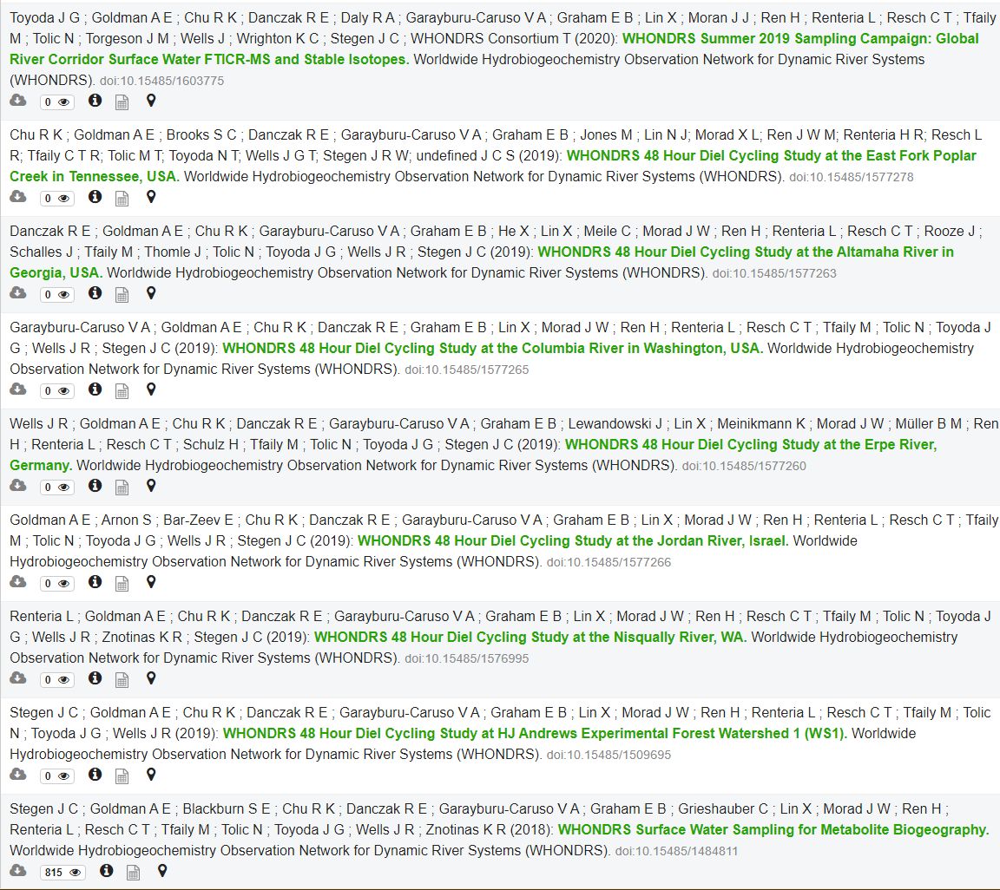 Toyoda J G ; Goldman A E ; Chu R K ; Danczak R E ; Daly R A ; Garayburu-Caruso V A ; Graham E B ; Lin X ; Moran J J ; Ren H ; Renteria L ; Resch C T ; Tfaily
M ; Tolic N ; Torgeson J M ; Wells J ; Wrighton K C ; Stegen J C ; WHONDRS Consortium T (2020): WHONDRS Summer 2019 Sampling Campaign: Global
River Corridor Surface Water FTICR-MS and Stable Isotopes. Worldwide Hydrobiogeochemistry Observation Network for Dynamic River Systems
(WHONDRS). doi:10.15485/1603775
0
Chu R K ; Goldman A E ; Brooks S C ; Danczak R E ; Garayburu-Caruso V A ; Graham E B ; Jones M ; Lin N J; Morad X L; Ren J W M; Renteria H R; Resch L
R; Tfaily C T R; Tolic M T; Toyoda N T; Wells J G T; Stegen J R W; undefined J C S (2019): WHONDRS 48 Hour Diel Cycling Study at the East Fork Poplar
Creek in Tennessee, USA. Worldwide Hydrobiogeochemistry Observation Network for Dynamic River Systems (WHONDRS). doi:10.15485/1577278
0
Danczak R E ; Goldman A E ; Chu R K ; Garayburu-Caruso V A ; Graham E B ; He X ; Lin X ; Meile C ; Morad J W ; Ren H ; Renteria L ; Resch C T ; Rooze J ;
Schalles J ; Tfaily M ; Thomle J ; Tolic N ; Toyoda J G ; Wells J R ; Stegen J C (2019): WHONDRS 48 Hour Diel Cycling Study at the Altamaha River in
Georgia, USA. Worldwide Hydrobiogeochemistry Observation Network for Dynamic River Systems (WHONDRS). doi:10.15485/1577263
0
Garayburu-Caruso V A ; Goldman A E ; Chu R K ; Danczak R E ; Graham E B ; Lin X ; Morad J W ; Ren H ; Renteria L ; Resch C T ; Tfaily M ; Tolic N ; Toyoda J
G ; Wells J R ; Stegen J C (2019): WHONDRS 48 Hour Diel Cycling Study at the Columbia River in Washington, USA. Worldwide Hydrobiogeochemistry
Observation Network for Dynamic River Systems (WHONDRS). doi:10.15485/1577265
0
Wells J R ; Goldman A E ; Chu R K ; Danczak R E ; Garayburu-Caruso V A ; Graham E B ; Lewandowski J ; Lin X ; Meinikmann K ; Morad J W ; Müller B M ; Ren
H ; Renteria L ; Resch C T ; Schulz H ; Tfaily M ; Tolic N ; Toyoda J G ; Stegen J C (2019): WHONDRS 48 Hour Diel Cycling Study at the Erpe River,
Germany. Worldwide Hydrobiogeochemistry Observation Network for Dynamic River Systems (WHONDRS). doi:10.15485/1577260
0
Goldman A E ; Arnon S ; Bar-Zeev E ; Chu R K ; Danczak R E ; Garayburu-Caruso V A ; Graham E B ; Lin X ; Morad J W ; Ren H ; Renteria L ; Resch C T ; Tfaily
M ; Tolic N ; Toyoda J G ; Wells J R ; Stegen J C (2019): WHONDRS 48 Hour Diel Cycling Study at the Jordan River, Israel. Worldwide
Hydrobiogeochemistry Observation Network for Dynamic River Systems (WHONDRS). doi:10.15485/1577266
0
Renteria L ; Goldman A E ; Chu R K ; Danczak R E ; Garayburu-Caruso V A ; Graham E B ; Lin X ; Morad J W ; Ren H ; Resch C T ; Tfaily M ; Tolic N ; Toyoda J
G ; Wells J R ; Znotinas K R ; Stegen J C (2019): WHONDRS 48 Hour Diel Cycling Study at the Nisqually River, WA. Worldwide Hydrobiogeochemistry
Observation Network for Dynamic River Systems (WHONDRS). doi:10.15485/1576995
0
Stegen J C ; Goldman A E ; Chu R K ; Danczak R E ; Garayburu-Caruso V A ; Graham E B ; Lin X ; Morad J W ; Ren H ; Renteria L ; Resch C T ; Tfaily M ; Tolic
N ; Toyoda J G ; Wells J R (2019): WHONDRS 48 Hour Diel Cycling Study at HJ Andrews Experimental Forest Watershed 1 (WS1). Worldwide
Hydrobiogeochemistry Observation Network for Dynamic River Systems (WHONDRS). doi:10.15485/1509695
0
Stegen J C ; Goldman A E ; Blackburn S E ; Chu R K ; Danczak R E ; Garayburu-Caruso V A ; Graham E B ; Grieshauber C ; Lin X ; Morad J W ; Ren H ;
Renteria L ; Resch C T ; Tfaily M ; Tolic N ; Toyoda J G ; Wells J R ; Znotinas K R (2018): WHONDRS Surface Water Sampling for Metabolite Biogeography.
Worldwide Hydrobiogeochemistry Observation Network for Dynamic River Systems (WHONDRS). doi:10.15485/1484811
815